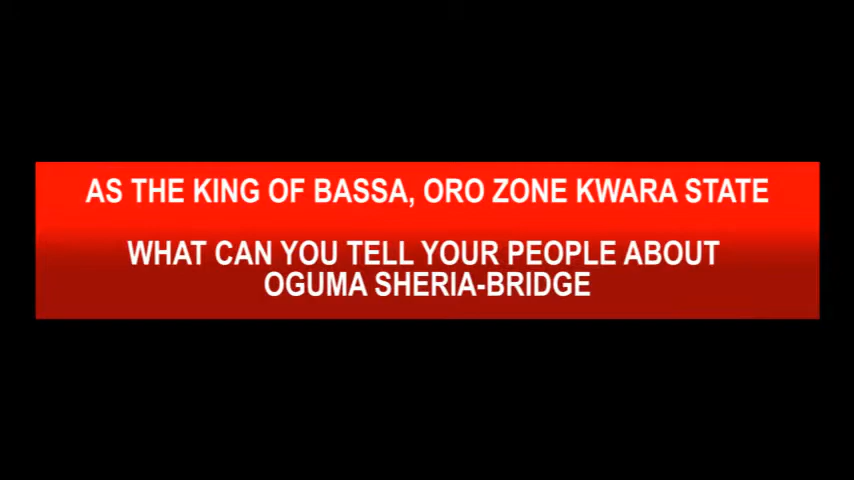 AS THE KING OF BASSA, ORO ZONE KWARA STATE
WHAT CAN YOU TELL YOUR PEOPLE ABOUT
OGUMA SHERIA-BRIDGE